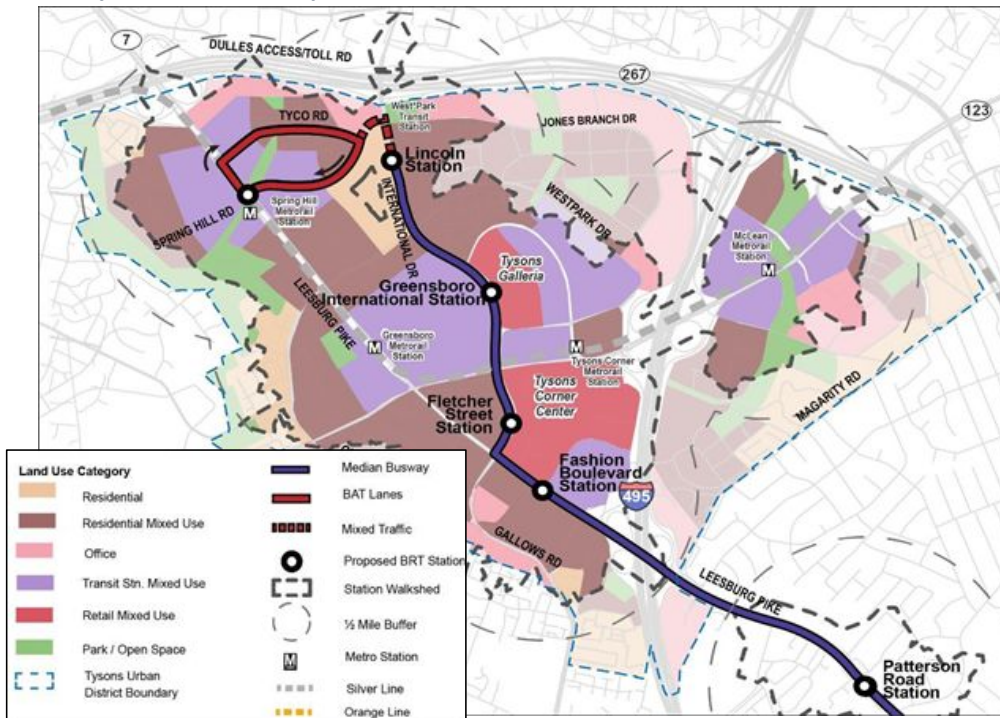 7
DULLES ACCESS/TOLL RD
267
123
TYCO RD
West Park
Transit
Station
JONES BRANCH DR
Lincoln
Station
SPRING HILL RD
Spring Hill
Metrorail
Station
M
INTERNATIONAL DR
WESTPARK DR
McLean
Metrorail
Station
M
Tysons
Galleria
Greensboro
International Station
LEESBURG PIKE
Greensboro
Metrorail
Station
M
M
Tysons Corner
Metrorail
Station
Tysons
Corner
Center
MAGARITY RD
Fletcher
Street
Station
Fashion
Boulevard
Station
495
GALLOWS RD
LEESBURG PIKE
Patterson
Road
Station
Land Use Category
Residential
Residential Mixed Use
Office
Transit Stn. Mixed Use
Retail Mixed Use
Park / Open Space
Tysons Urban
District Boundary
Median Busway
BAT Lanes
Mixed Traffic
Proposed BRT Station
Station Walkshed
½ Mile Buffer
M
Metro Station
Silver Line
Orange Line